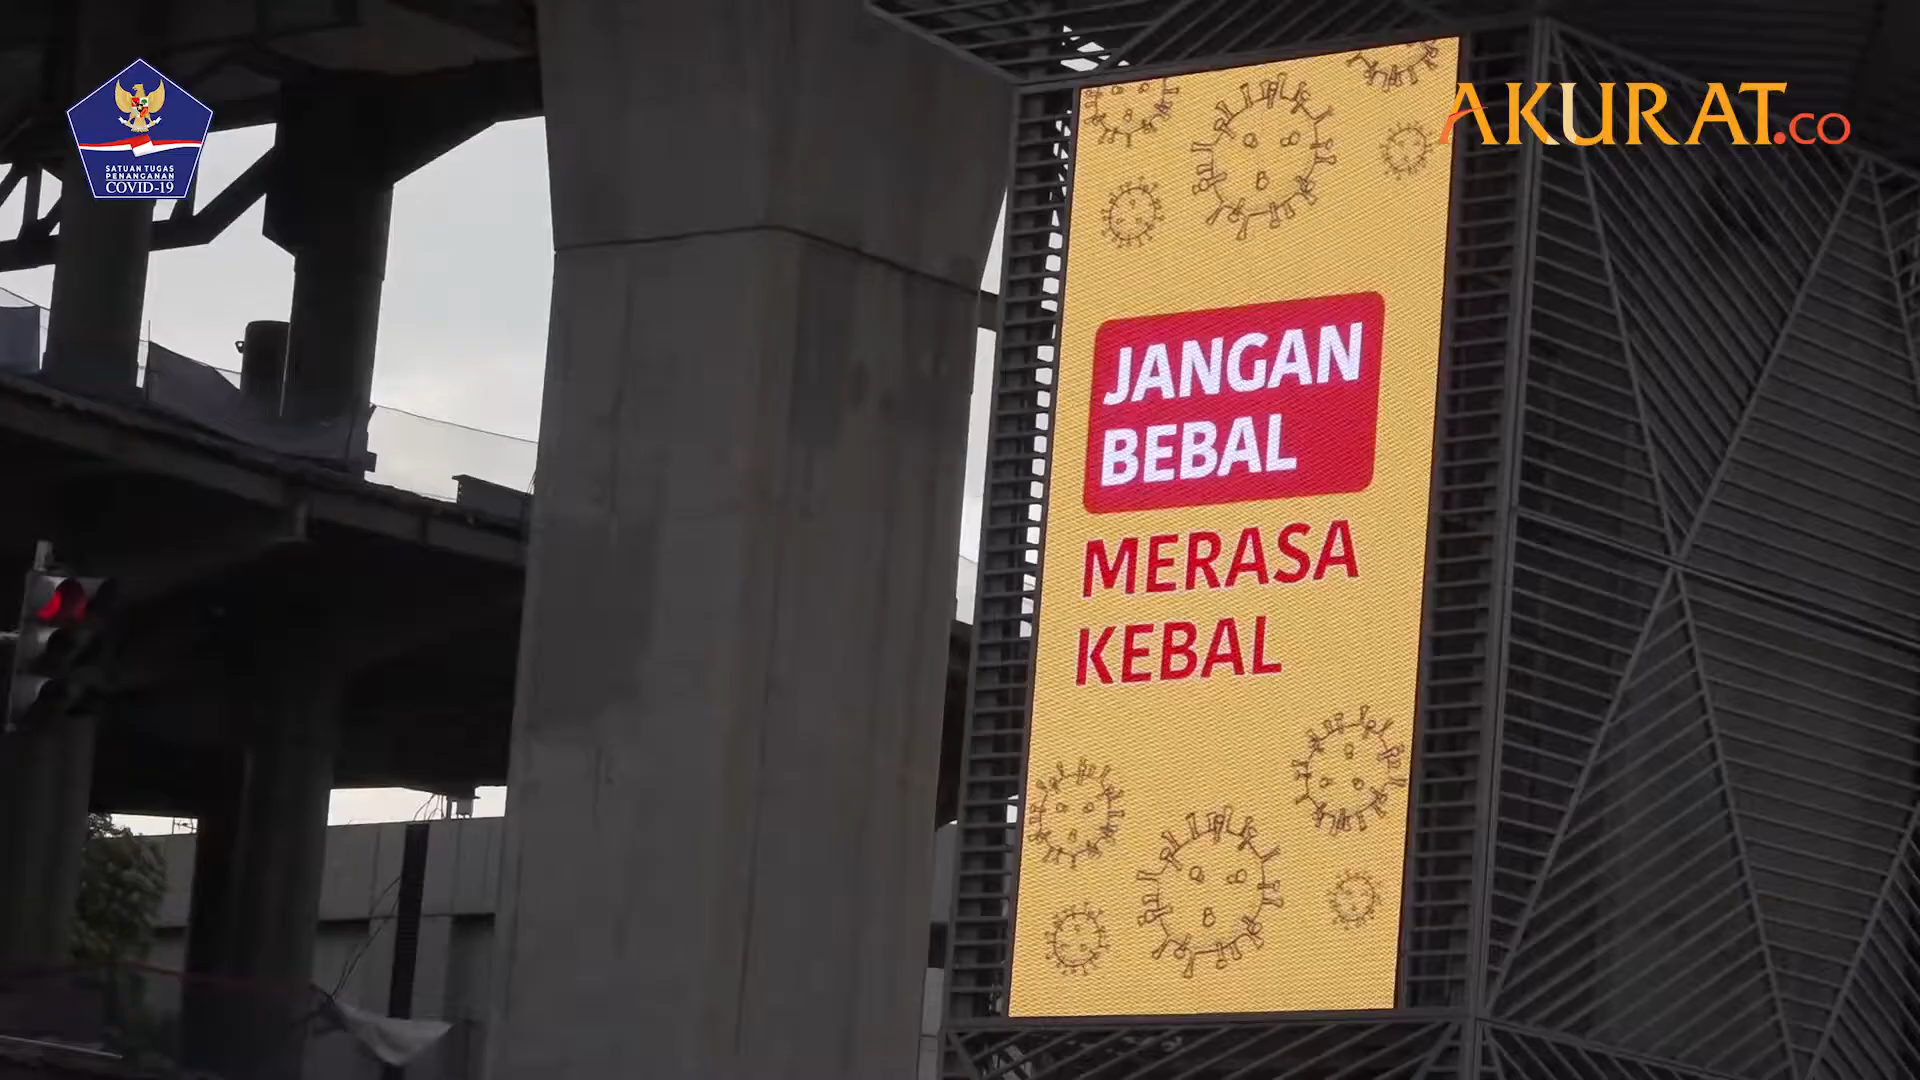 SATUAN TUGAS
PENANGANAN
COVID-19
AKURAT.CO
JANGAN
BEBAL
MERASA
KEBAL